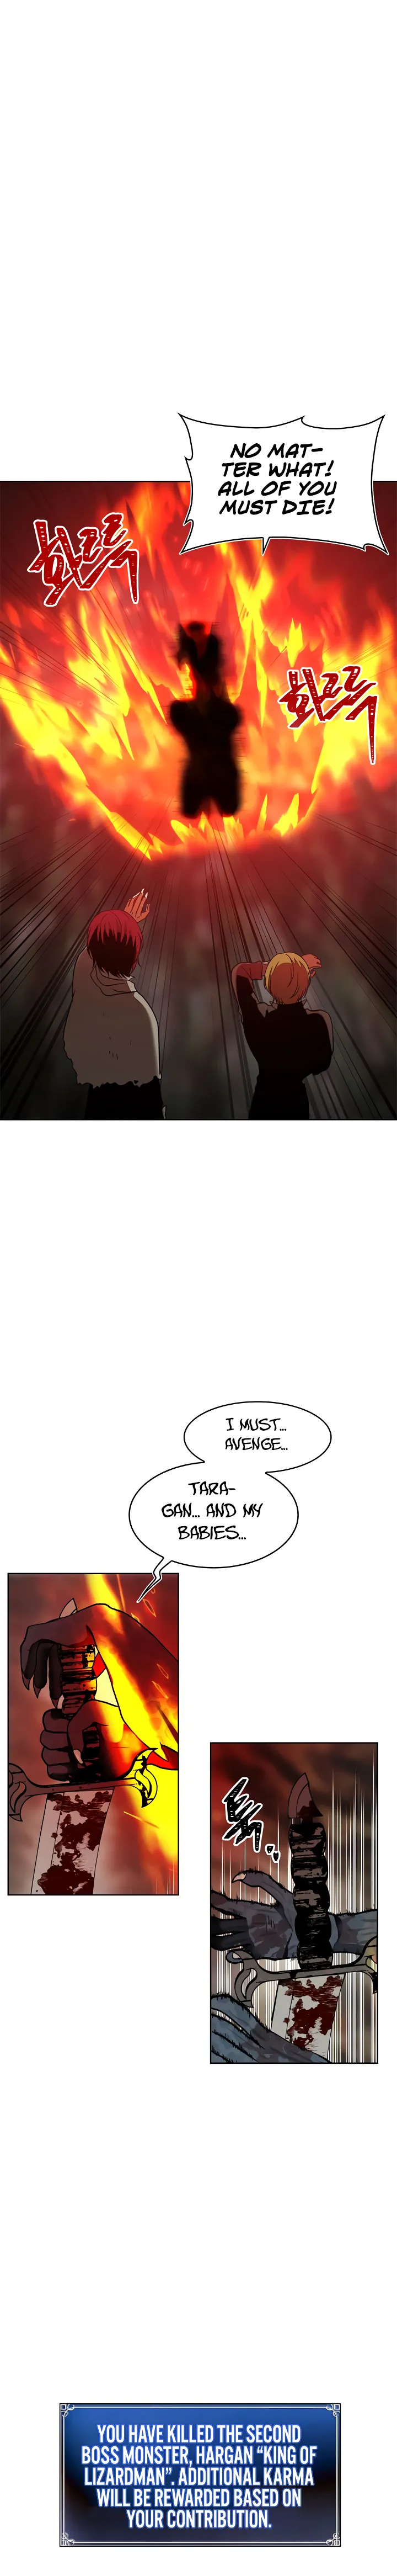 NO MAT-
TER WHAT!
ALL OF YOU
MUST DIE!
화르륵
화르륵
I MUST...
AVENGE...
TARA-
GAN... AND MY
BABIES...
툭..
YOU HAVE KILLED THE SECOND
BOSS MONSTER, HARGAN “KING OF
LIZARDMAN”. ADDITIONAL KARMA
WILL BE REWARDED BASED ON
YOUR CONTRIBUTION.